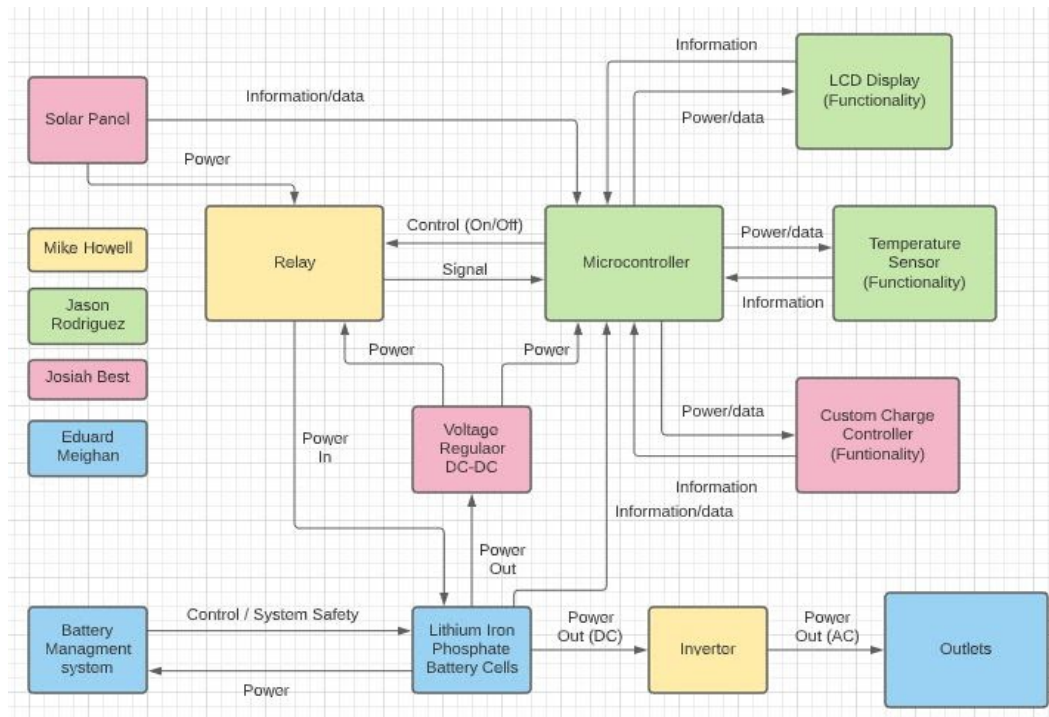 Information
LCD Display
(Functionality)
Power/data
Solar Panel
Information/data
Power
Relay
Control (On/Off)
Signal
Microcontroller
Power/data
Information
Temperature
Sensor
(Functionality)
Mike Howell
Jason
Rodriguez
Josiah Best
Eduard
Meighan
Power
Power
Voltage
Regulaor
DC-DC
Power/data
Custom Charge
Controller
(Funtionality)
Information
Information/data
Power
In
Power
Out
Battery
Managment
system
Control / System Safety
Power
Lithium Iron
Phosphate
Battery Cells
Power
Out (DC)
Inverter
Power
Out (AC)
Outlets